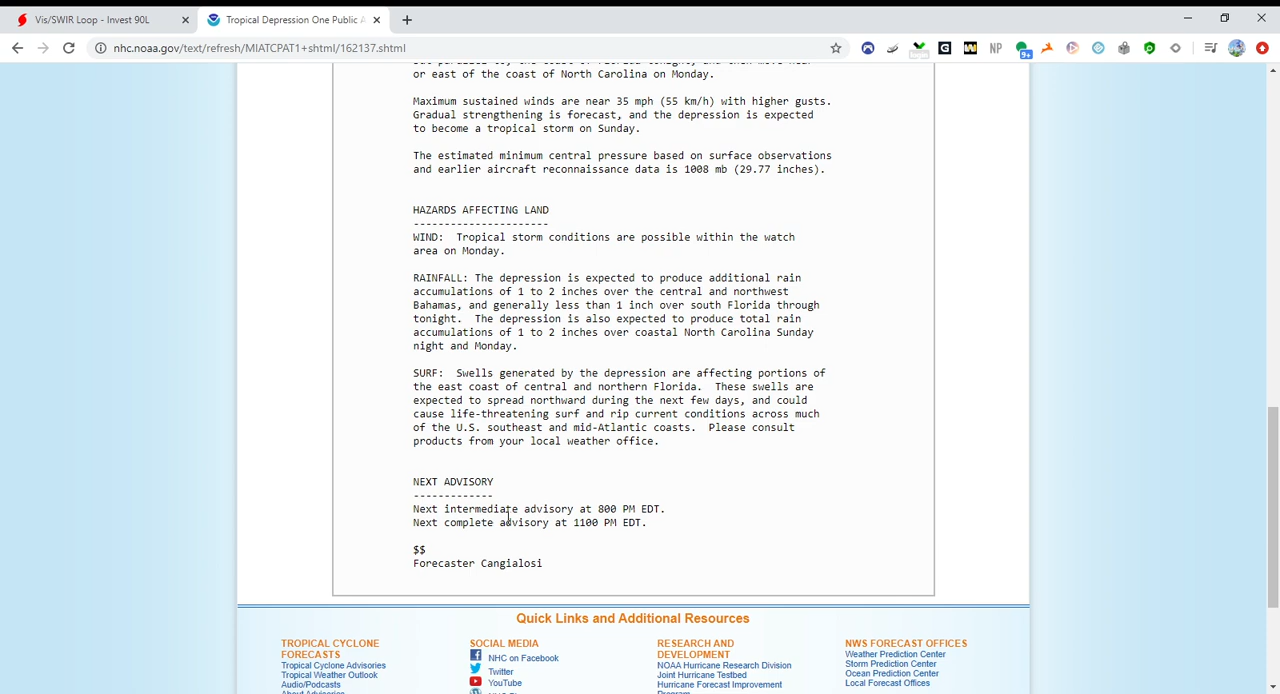 Vis/SWIR Loop - Invest 90L
Tropical Depression One Public A
nhc.noaa.gov/text/refresh/MIATCPAT1+shtml/162137.shtml
G
W
NP
9+
or east of the coast of North Carolina on Monday.
Maximum sustained winds are near 35 mph (55 km/h) with higher gusts.
Gradual strengthening is forecast, and the depression is expected
to become a tropical storm on Sunday.
The estimated minimum central pressure based on surface observations
and earlier aircraft reconnaissance data is 1008 mb (29.77 inches).
HAZARDS AFFECTING LAND
----------------------
WIND:  Tropical storm conditions are possible within the watch
area on Monday.
RAINFALL: The depression is expected to produce additional rain
accumulations of 1 to 2 inches over the central and northwest
Bahamas, and generally less than 1 inch over south Florida through
tonight.  The depression is also expected to produce total rain
accumulations of 1 to 2 inches over coastal North Carolina Sunday
night and Monday.
SURF:  Swells generated by the depression are affecting portions of
the east coast of central and northern Florida.  These swells are
expected to spread northward during the next few days, and could
cause life-threatening surf and rip current conditions across much
of the U.S. southeast and mid-Atlantic coasts.  Please consult
products from your local weather office.
NEXT ADVISORY
-------------
Next intermediate advisory at 800 PM EDT.
Next complete advisory at 1100 PM EDT.
$$
Forecaster Cangialosi
Quick Links and Additional Resources
TROPICAL CYCLONE
FORECASTS
Tropical Cyclone Advisories
Tropical Weather Outlook
Audio/Podcasts
About Advisories
SOCIAL MEDIA
NHC on Facebook
Twitter
YouTube
RESEARCH AND
DEVELOPMENT
NOAA Hurricane Research Division
Joint Hurricane Testbed
Hurricane Forecast Improvement
Program
NWS FORECAST OFFICES
Weather Prediction Center
Storm Prediction Center
Ocean Prediction Center
Local Forecast Offices